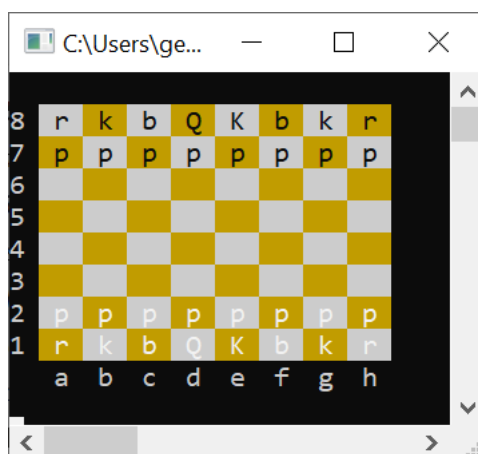 C:\Users\ge...
8 r k b Q K b k r
7 p p p p p p p p
6
5
4
3
2 p p p p p p p p
1 r k b Q K b k r
a b c d e f g h